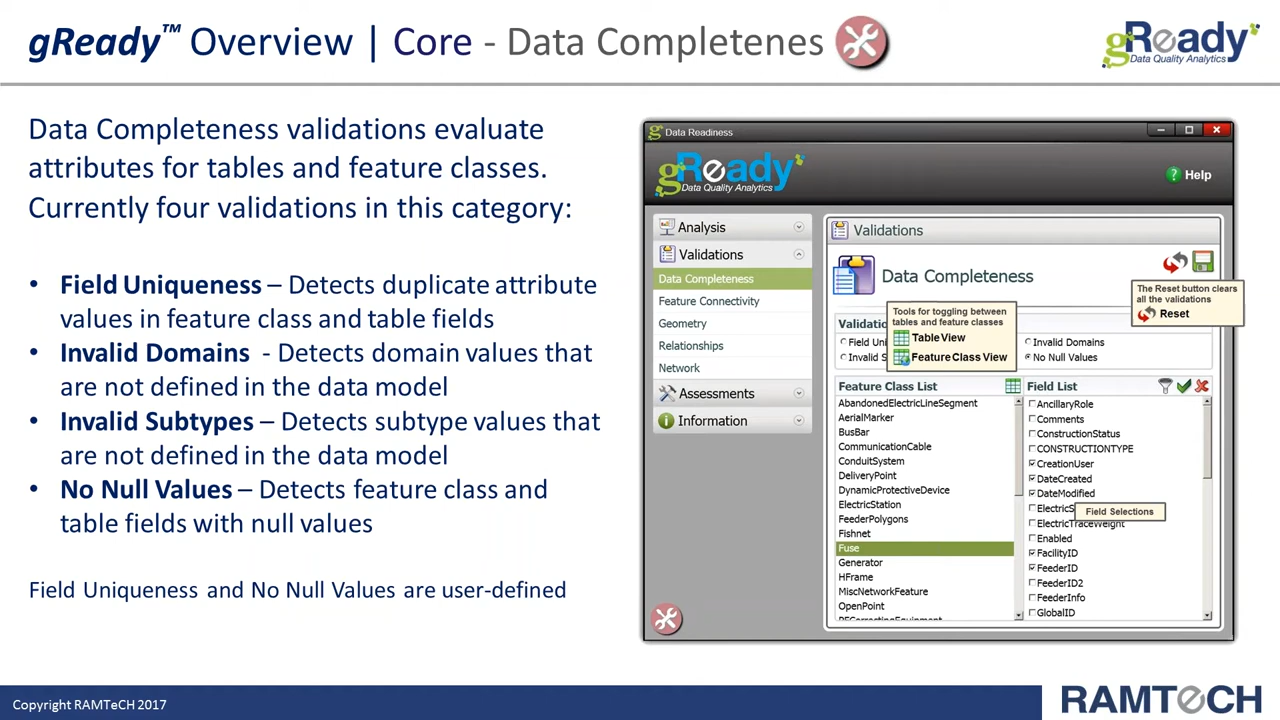 gReady™ Overview | Core - Data Completenes
gReady
Data Quality Analytics
Data Completeness validations evaluate
attributes for tables and feature classes.
Currently four validations in this category:
• Field Uniqueness – Detects duplicate attribute
values in feature class and table fields
• Invalid Domains - Detects domain values that
are not defined in the data model
• Invalid Subtypes – Detects subtype values that
are not defined in the data model
• No Null Values – Detects feature class and
table fields with null values
Field Uniqueness and No Null Values are user-defined
Data Readiness
gReady
Data Quality Analytics
? Help
Analysis
Validations
Data Completeness
Feature Connectivity
Geometry
Relationships
Network
Assessments
Information
Validations
Data Completeness
The Reset button clears
all the validations
Reset
Tools for toggling between
tables and feature classes
Table View
Feature Class View
Validatio
Field Uni
Invalid Domains
Invalid S
No Null Values
Feature Class List
AbandonedElectricLineSegment
AerialMarker
BusBar
CommunicationCable
ConduitSystem
DeliveryPoint
DynamicProtectiveDevice
ElectricStation
FeederPolygons
Fishnet
Fuse
Generator
HFrame
MiscNetworkFeature
OpenPoint
PFCorrectingEquipment
Field List
AncillaryRole
Comments
ConstructionStatus
CONSTRUCTIONTYPE
CreationUser
DateCreated
DateModified
ElectricS
Field Selections
ElectricTraceWeight
Enabled
FacilityID
FeederID
FeederID2
FeederInfo
GlobalID
Copyright RAMTeCH 2017
RAMTeCH